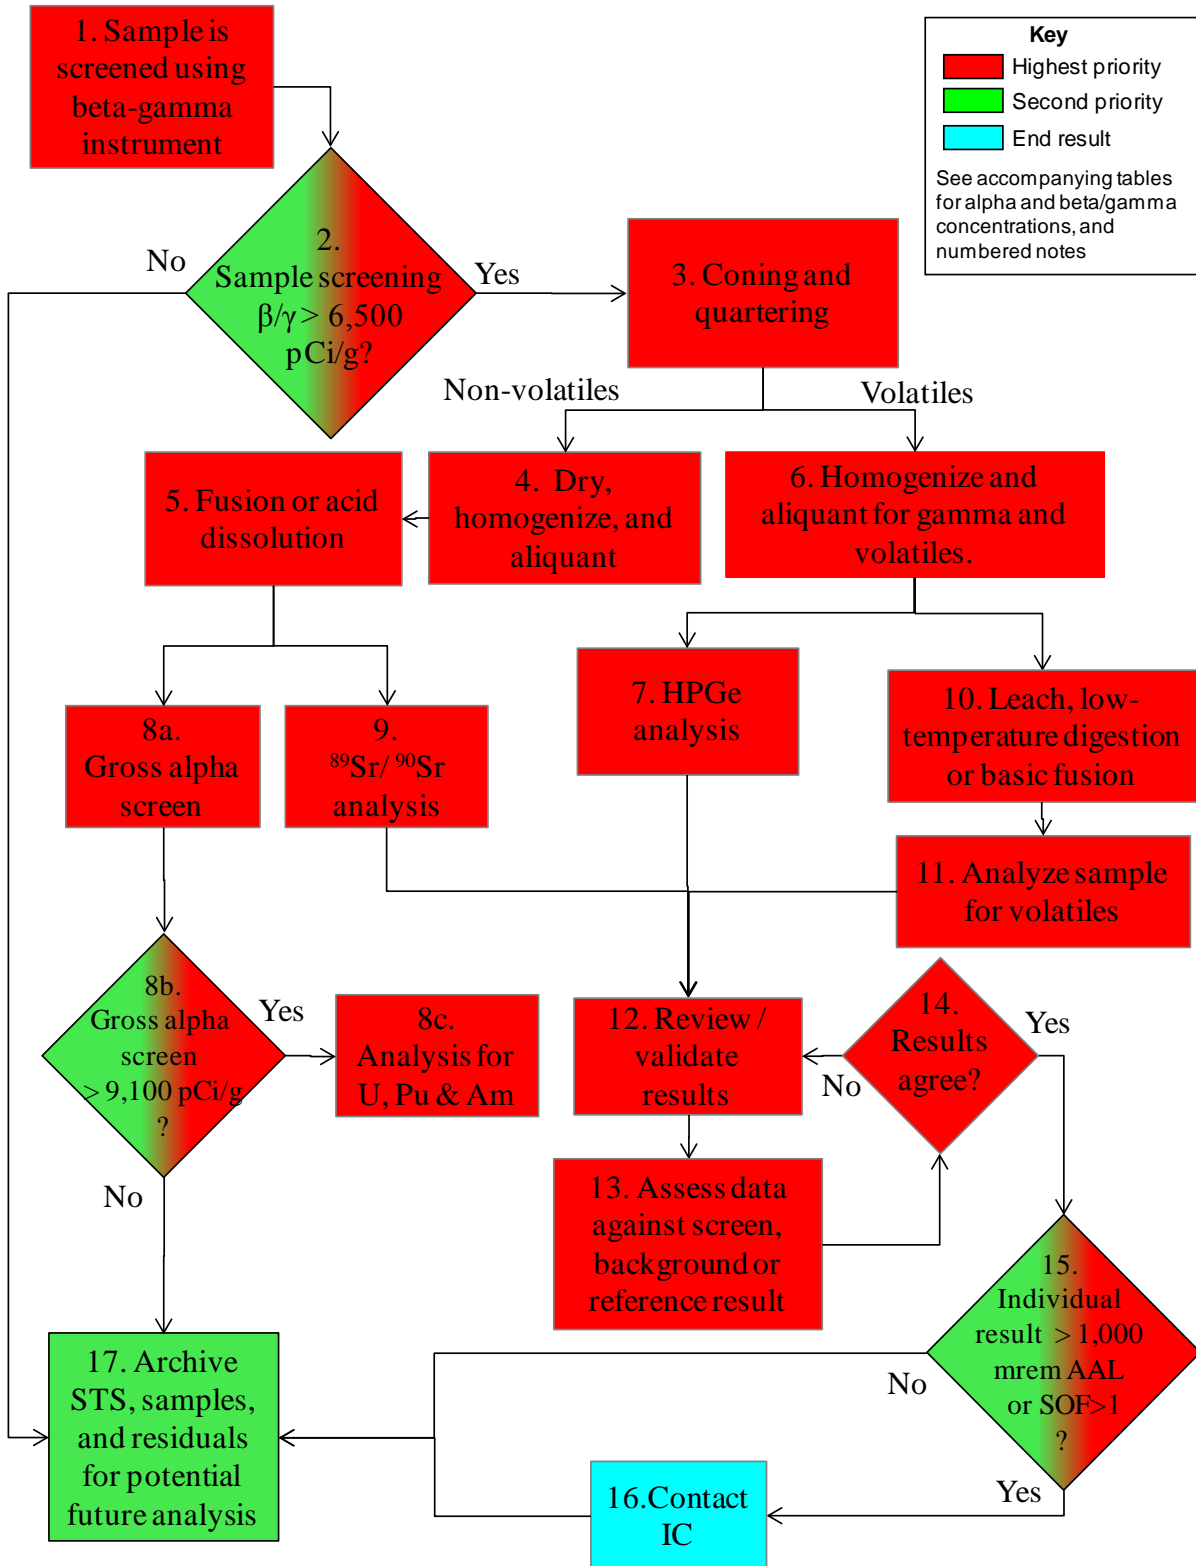 1. Sample is
screened using
beta-gamma
instrument
Key
Highest priority
Second priority
End result
See accompanying tables
for alpha and beta/gamma
concentrations, and
numbered notes
2.
Sample screening
β/γ > 6,500
pCi/g?
No
Yes
3. Coning and
quartering
Non-volatiles
Volatiles
5. Fusion or acid
dissolution
4. Dry,
homogenize, and
aliquant
6. Homogenize and
aliquant for gamma and
volatiles.
8a.
Gross alpha
screen
9.
⁸⁹Sr/ ⁹⁰Sr
analysis
7. HPGe
analysis
10. Leach, low-
temperature digestion
or basic fusion
11. Analyze sample
for volatiles
8b.
Gross alpha
screen
> 9,100 pCi/g
?
Yes
No
8c.
Analysis for
U, Pu & Am
12. Review /
validate
results
14.
Results
agree?
No
Yes
13. Assess data
against screen,
background or
reference result
15.
Individual
result > 1,000
mrem AAL
or SOF>1
?
No
Yes
17. Archive
STS, samples,
and residuals
for potential
future analysis
16.Contact
IC